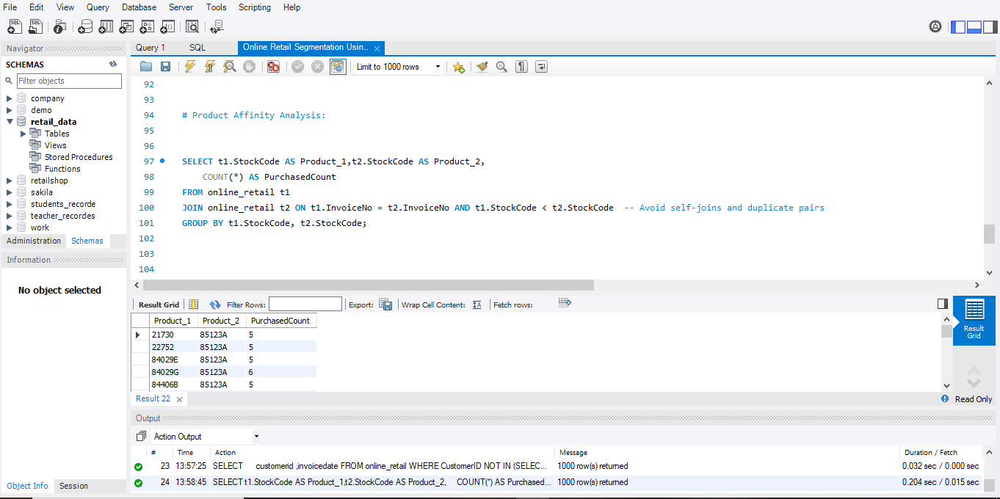 File Edit View Query Database Server Tools Scripting Help
Navigator
SCHEMAS
Filter objects
company
demo
retail_data
Tables
Views
Stored Procedures
Functions
retailshop
sakila
students_recorde
teacher_recordes
work
Administration Schemas
Information
No object selected
Object Info Session
Query 1 SQL Online Retail Segmentation Usin...
Limit to 1000 rows
92
93
94 # Product Affinity Analysis:
95
96
97 SELECT t1.StockCode AS Product_1,t2.StockCode AS Product_2,
98 COUNT(*) AS PurchasedCount
99 FROM online_retail t1
100 JOIN online_retail t2 ON t1.InvoiceNo = t2.InvoiceNo AND t1.StockCode < t2.StockCode -- Avoid self-joins and duplicate pairs
101 GROUP BY t1.StockCode, t2.StockCode;
102
103
104
Result Grid Filter Rows: Export: Wrap Cell Content: Fetch rows:
Product_1 Product_2 PurchasedCount
21730 85123A 5
22752 85123A 5
84029E 85123A 5
84029G 85123A 6
84406B 85123A 5
Result
Grid
Result 22
Read Only
Output
Action Output
# Time Action Message Duration / Fetch
23 13:57:25 SELECT customerid ,invoicedate FROM online_retail WHERE CustomerID NOT IN (SELEC... 1000 row(s) returned 0.032 sec / 0.000 sec
24 13:58:45 SELECT t1.StockCode AS Product_1,t2.StockCode AS Product_2, COUNT(*) AS Purchased... 1000 row(s) returned 0.204 sec / 0.015 sec